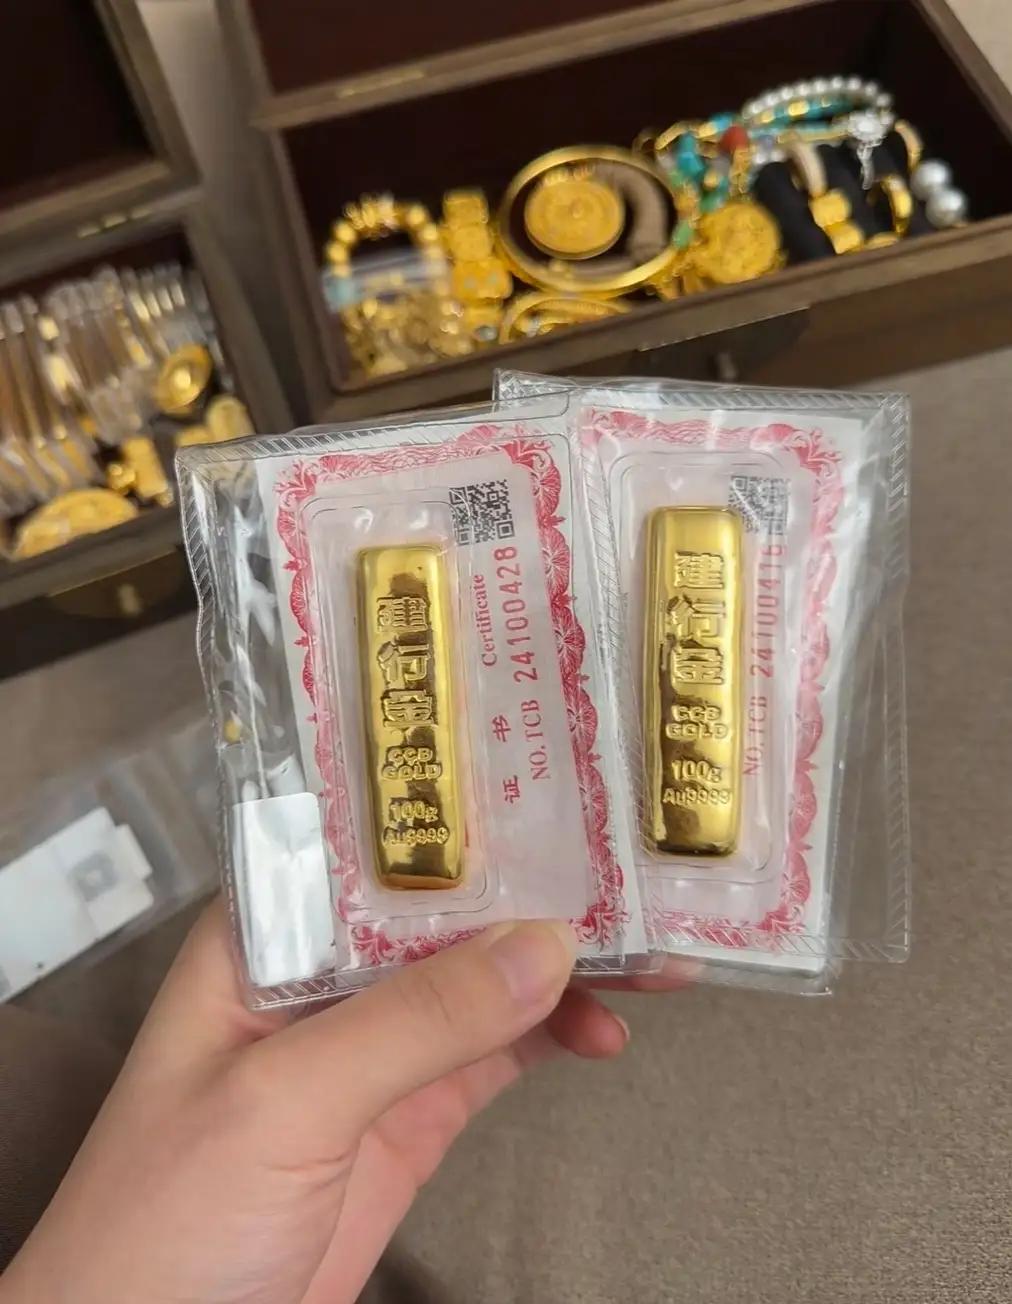 建行金
CCB
GOLD
100g
Au9999
证书
Certificate
NO.TCB 24100428
建行金
CCB
GOLD
100g
Au9999
NO.TCB 24100416